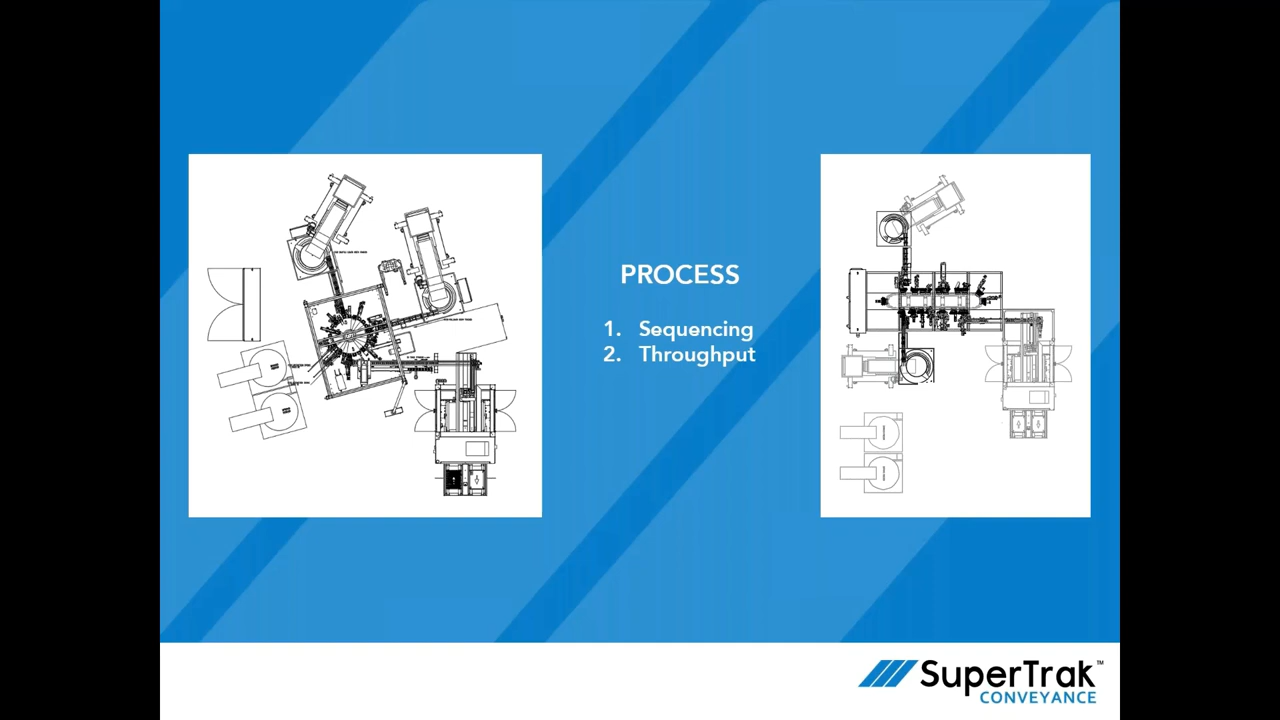 PROCESS
1. Sequencing
2. Throughput
SuperTrak™
CONVEYANCE